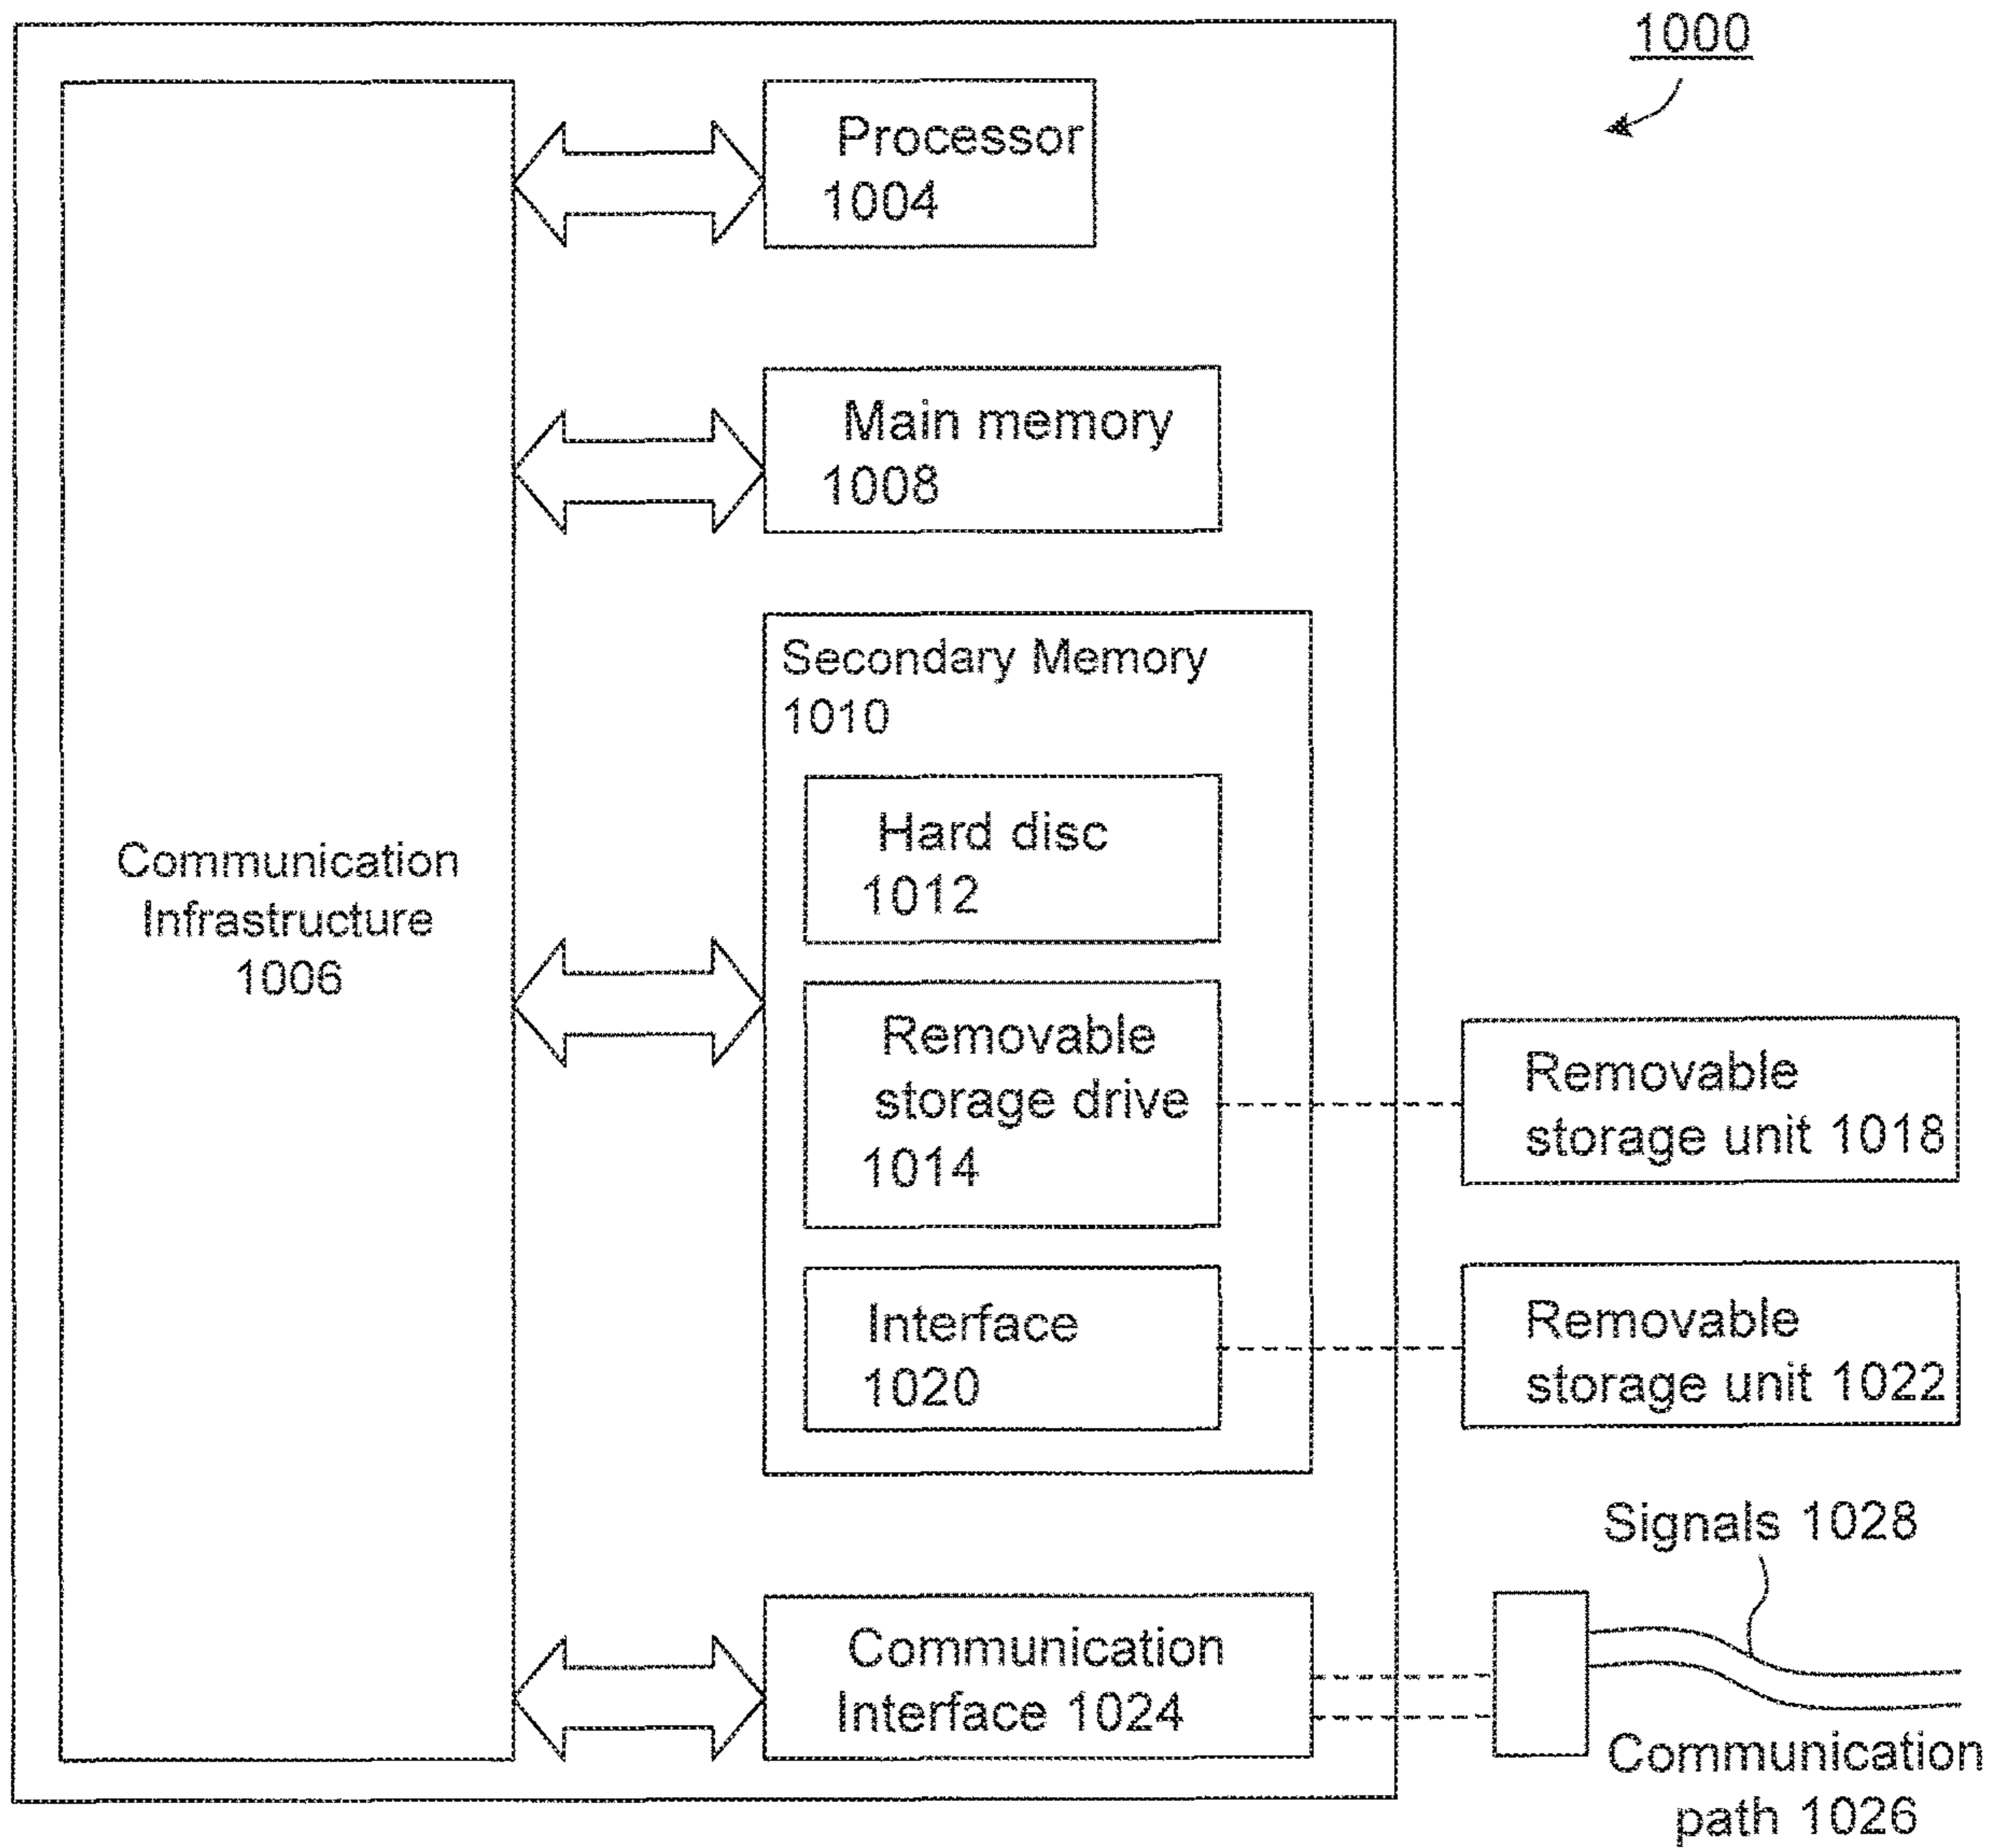 1000
Processor
1004
Main memory
1008
Secondary Memory
1010
Hard disc
1012
Communication
Infrastructure
1006
Removable
storage drive
1014
Removable
storage unit 1018
Interface
1020
Removable
storage unit 1022
Signals 1028
Communication
Interface 1024
Communication
path 1026